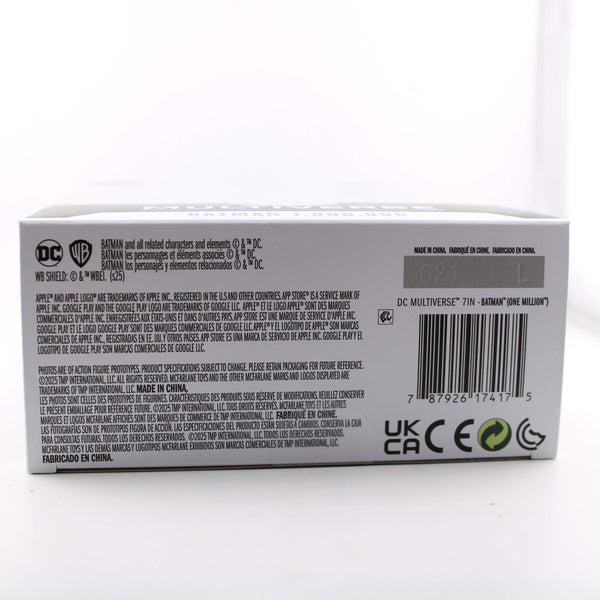 MULTIVERSE
BATMAN 1,000,000
DC WB
BATMAN and all related characters and elements © & ™ DC.
BATMAN et tous les personnages et éléments associés © & ™ DC.
BATMAN y todos los personajes y elementos relacionados © & ™ DC.
WB SHIELD: © & ™ WBEI. (s25)
APPLE® AND APPLE LOGO® ARE TRADEMARKS OF APPLE INC., REGISTERED IN THE U.S AND OTHER COUNTRIES. APP STORE® IS A SERVICE MARK OF
APPLE INC. GOOGLE PLAY AND THE GOOGLE PLAY LOGO ARE TRADEMARKS OF GOOGLE LLC. APPLE® ET LE LOGO APPLE® SONT DES MARQUES
COMMERCIALES D'APPLE INC. ENREGISTRÉES AUX ÉTATS-UNIS ET DANS D'AUTRES PAYS. APP STORE EST UNE MARQUE DE SERVICE D'APPLE INC.
GOOGLE PLAY ET LE LOGO GOOGLE PLAY SONT DES MARQUES COMMERCIALES DE GOOGLE LLC. APPLE® Y EL LOGOTIPO DE APPLE® SON MARCAS
COMERCIALES DE APPLE INC., REGISTRADAS EN EE. UU. Y OTROS PAÍSES. APP STORE ES UNA MARCA DE SERVICIO DE APPLE INC. GOOGLE PLAY Y EL
LOGOTIPO DE GOOGLE PLAY SON MARCAS COMERCIALES DE GOOGLE LLC.
PHOTOS ARE OF ACTION FIGURE PROTOTYPES. PRODUCT SPECIFICATIONS SUBJECT TO CHANGE. PLEASE RETAIN PACKAGING FOR FUTURE REFERENCE.
©2025 TMP INTERNATIONAL, LLC. ALL RIGHTS RESERVED. MCFARLANE TOYS AND THE OTHER MCFARLANE MARKS AND LOGOS DISPLAYED ARE
TRADEMARKS OF TMP INTERNATIONAL, LLC. MADE IN CHINA.
LES PHOTOS SONT CELLES DE PROTOTYPES DE FIGURINES. CARACTÉRISTIQUES DES PRODUITS SOUS RÉSERVE DE MODIFICATIONS. VEUILLEZ CONSERVER
LE PRÉSENT EMBALLAGE POUR RÉFÉRENCE FUTURE. ©2025 TMP INTERNATIONAL, LLC. TOUS DROITS RÉSERVÉS. MCFARLANE TOYS ET LES AUTRES
MARQUES ET LOGOS MCFARLANE AFFICHÉS SONT DES MARQUES DE COMMERCE DE TMP INTERNATIONAL, LLC. FABRIQUÉ EN CHINE.
LAS FOTOGRAFÍAS SON DE PROTOTIPOS DE FIGURAS DE ACCIÓN. LAS ESPECIFICACIONES DEL PRODUCTO ESTÁN SUJETAS A CAMBIOS. CONSERVA LA CAJA
PARA CONSULTAS FUTURAS. ©2025 TMP INTERNATIONAL, LLC. TODOS LOS DERECHOS RESERVADOS.
MCFARLANE TOYS Y LAS DEMÁS MARCAS Y LOGOTIPOS MCFARLANE EXHIBIDOS SON MARCAS COMERCIALES DE TMP INTERNATIONAL, LLC.
FABRICADO EN CHINA.
MADE IN CHINA. FABRIQUÉ EN CHINE. FABRICADO EN CHINA.
DC MULTIVERSE™ 7IN - BATMAN (ONE MILLION™)
7 87926 17417 5
UK CA CE